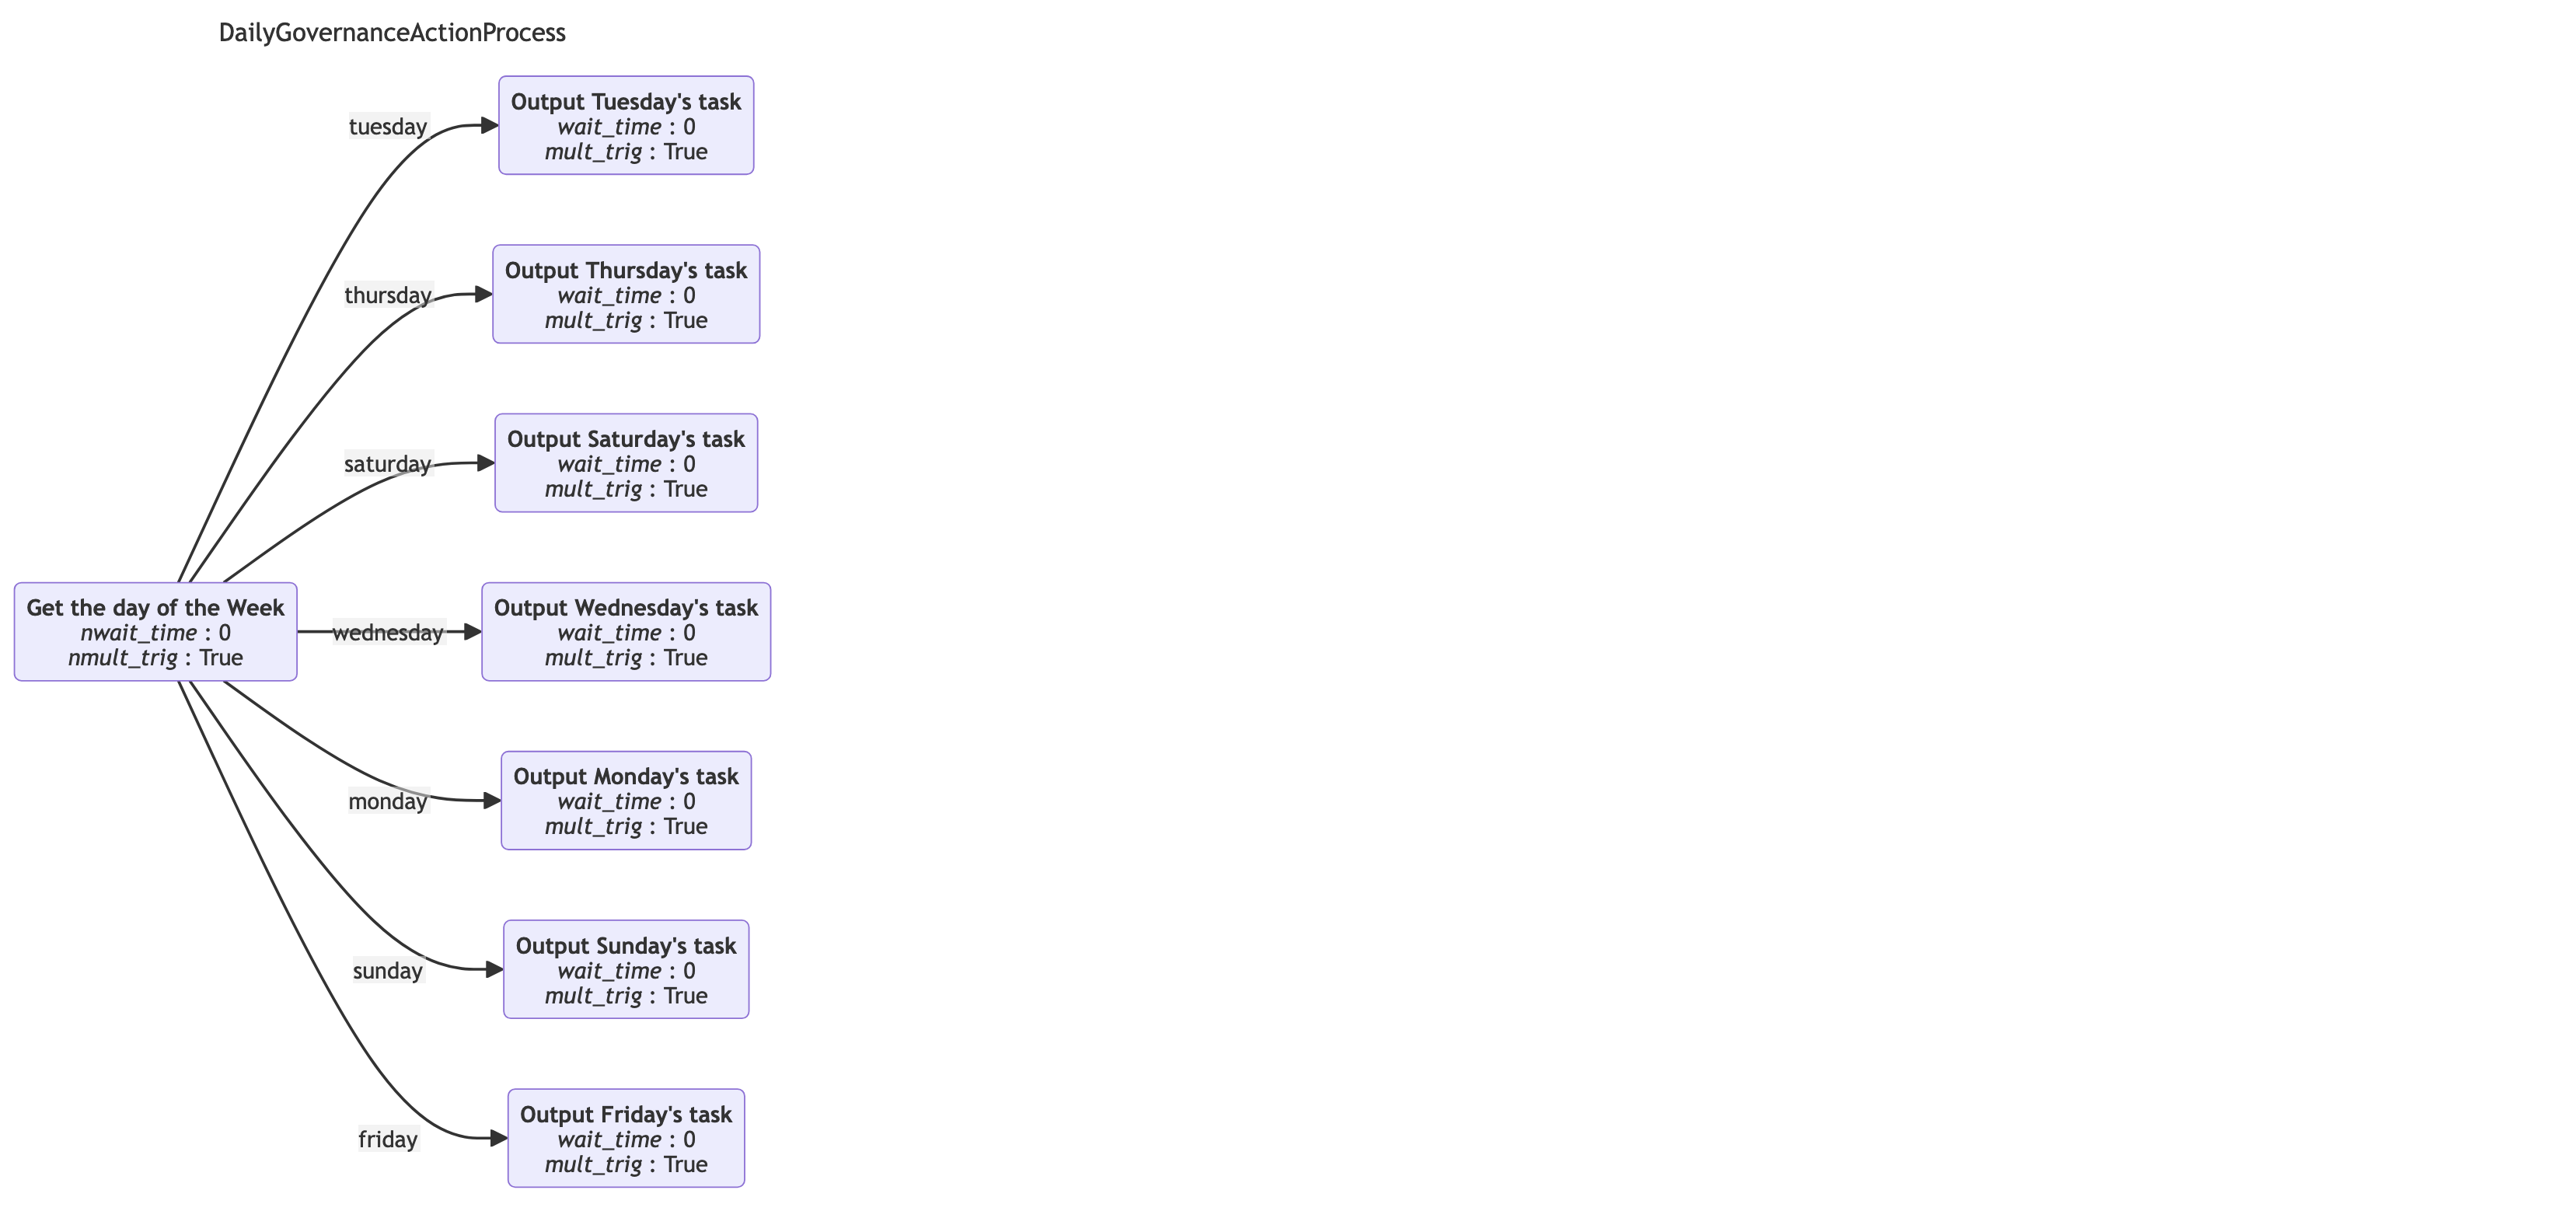 DailyGovernanceActionProcess
tuesday
Output Tuesday's task
wait_time : 0
mult_trig : True
thursday
Output Thursday's task
wait_time : 0
mult_trig : True
saturday
Output Saturday's task
wait_time : 0
mult_trig : True
Get the day of the Week
nwait_time : 0
nmult_trig : True
wednesday
Output Wednesday's task
wait_time : 0
mult_trig : True
monday
Output Monday's task
wait_time : 0
mult_trig : True
sunday
Output Sunday's task
wait_time : 0
mult_trig : True
friday
Output Friday's task
wait_time : 0
mult_trig : True